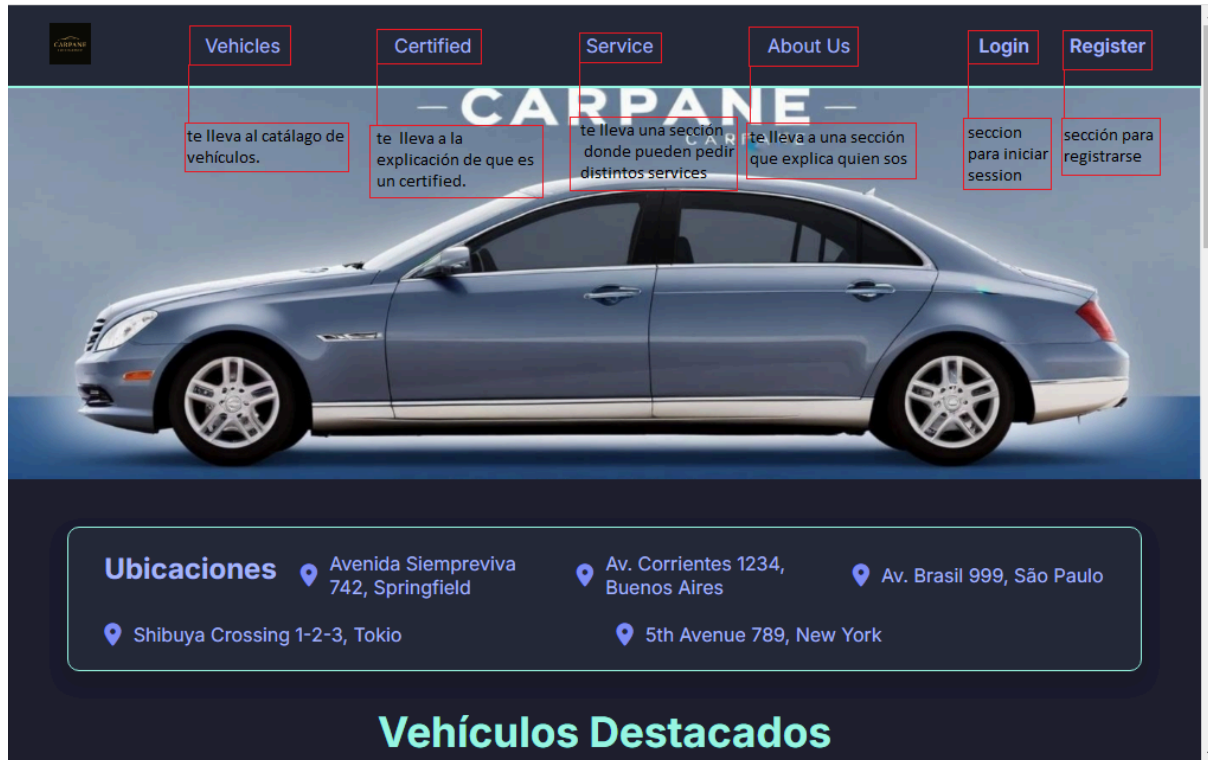 CARPANE
Vehicles
Certified
Service
About Us
Login
Register
— CARPANE —
CARPANE
te lleva al catálago de
vehículos.
te lleva a la
explicación de que es
un certified.
te lleva una sección
donde pueden pedir
distintos services
te lleva a una sección
que explica quien sos
seccion
para iniciar
session
sección para
registrarse
Ubicaciones
Avenida Siempreviva
742, Springfield
Av. Corrientes 1234,
Buenos Aires
Av. Brasil 999, São Paulo
Shibuya Crossing 1-2-3, Tokio
5th Avenue 789, New York
Vehículos Destacados